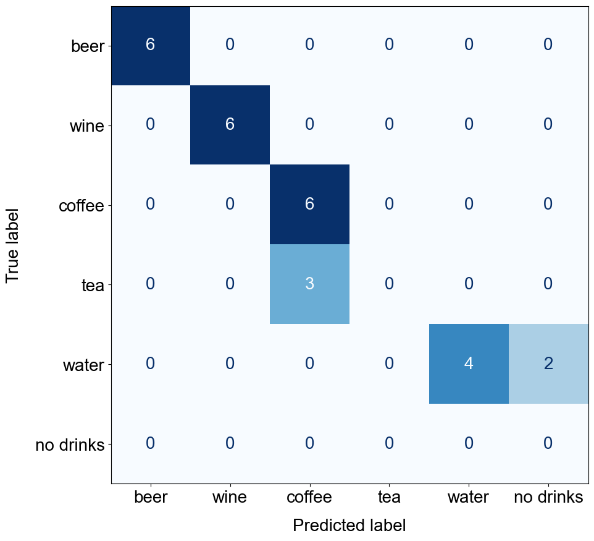 beer 6 0 0 0 0 0
wine 0 6 0 0 0 0
coffee 0 0 6 0 0 0
tea 0 0 3 0 0 0
water 0 0 0 0 4 2
no drinks 0 0 0 0 0 0
beer wine coffee tea water no drinks
Predicted label
True label